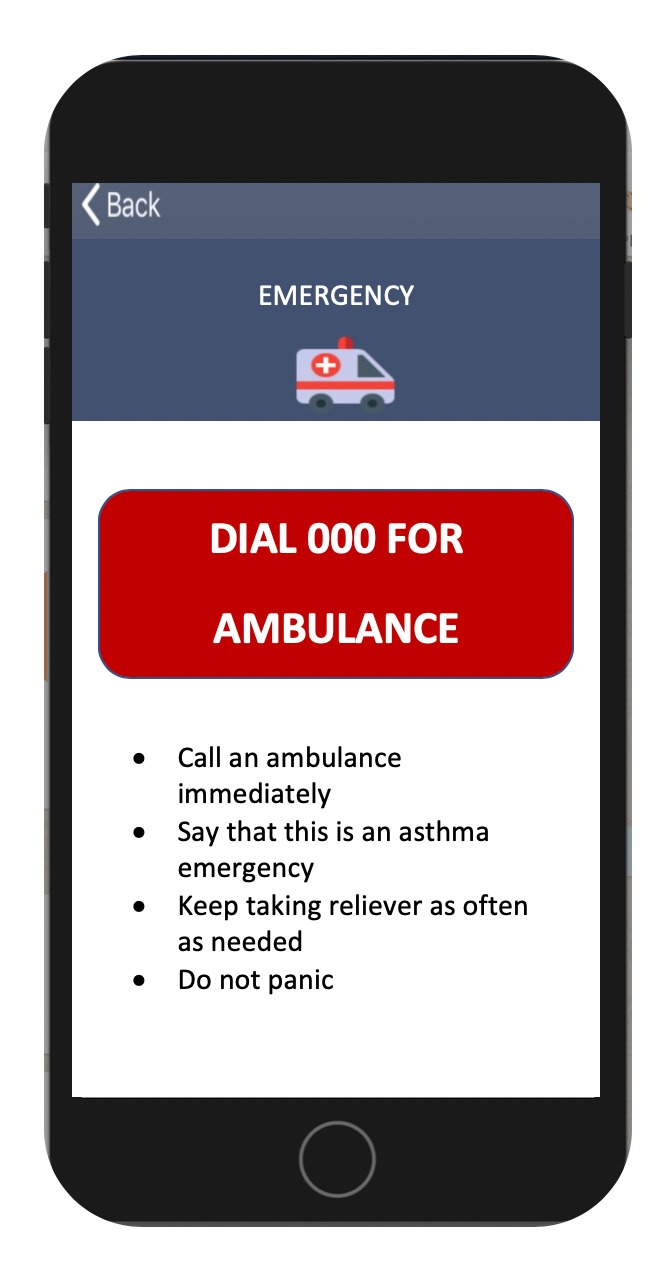 Back
EMERGENCY
DIAL 000 FOR
AMBULANCE
• Call an ambulance
immediately
• Say that this is an asthma
emergency
• Keep taking reliever as often
as needed
• Do not panic